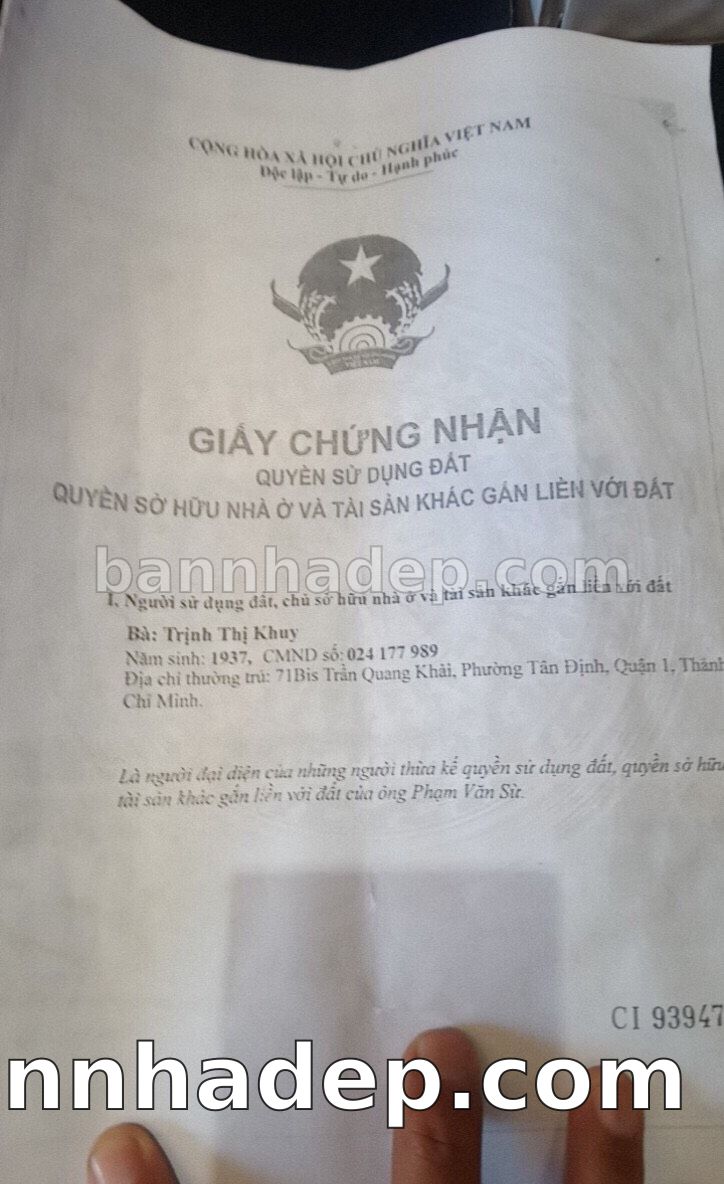 CỘNG HÒA XÃ HỘI CHỦ NGHĨA VIỆT NAM
Độc lập - Tự do - Hạnh phúc
VIỆT NAM
GIẤY CHỨNG NHẬN
QUYỀN SỬ DỤNG ĐẤT
QUYỀN SỞ HỮU NHÀ Ở VÀ TÀI SẢN KHÁC GẮN LIỀN VỚI ĐẤT
bannhadep.com
I. Người sử dụng đất, chủ sở hữu nhà ở và tài sản khác gắn liền với đất
Bà: Trịnh Thị Khuy
Năm sinh: 1937, CMND số: 024 177 989
Địa chỉ thường trú: 71Bis Trần Quang Khải, Phường Tân Định, Quận 1, Thành
Chí Minh.
Là người đại diện của những người thừa kế quyền sử dụng đất, quyền sở hữu
tài sản khác gắn liền với đất của ông Phạm Văn Sừ.
CI 93947
nnhadep.com